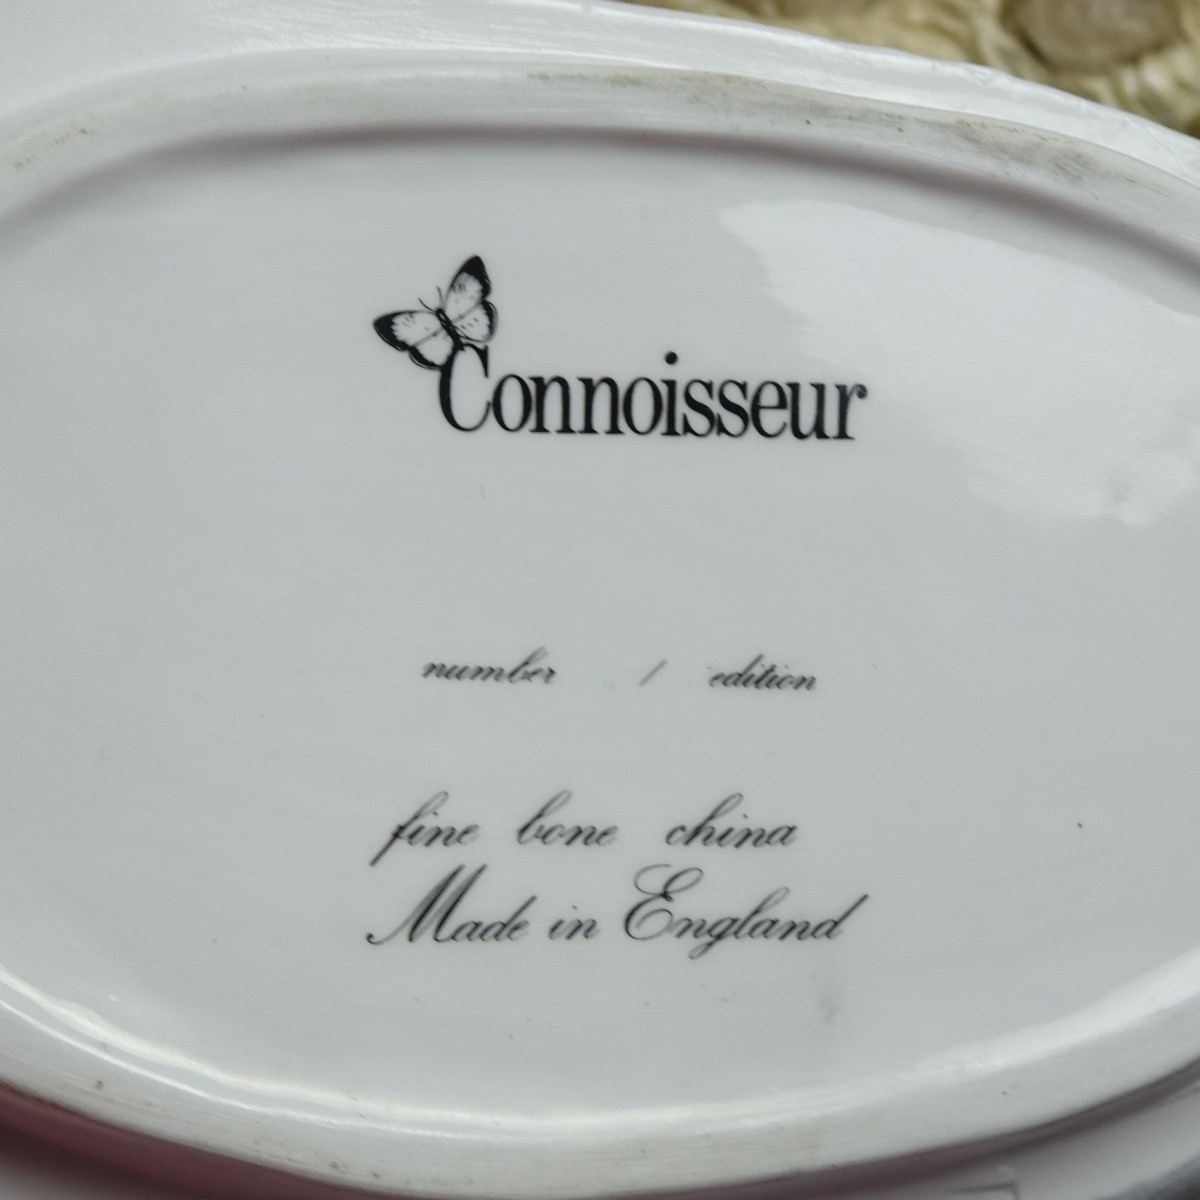 Connoisseur
number / edition
fine bone china
Made in England